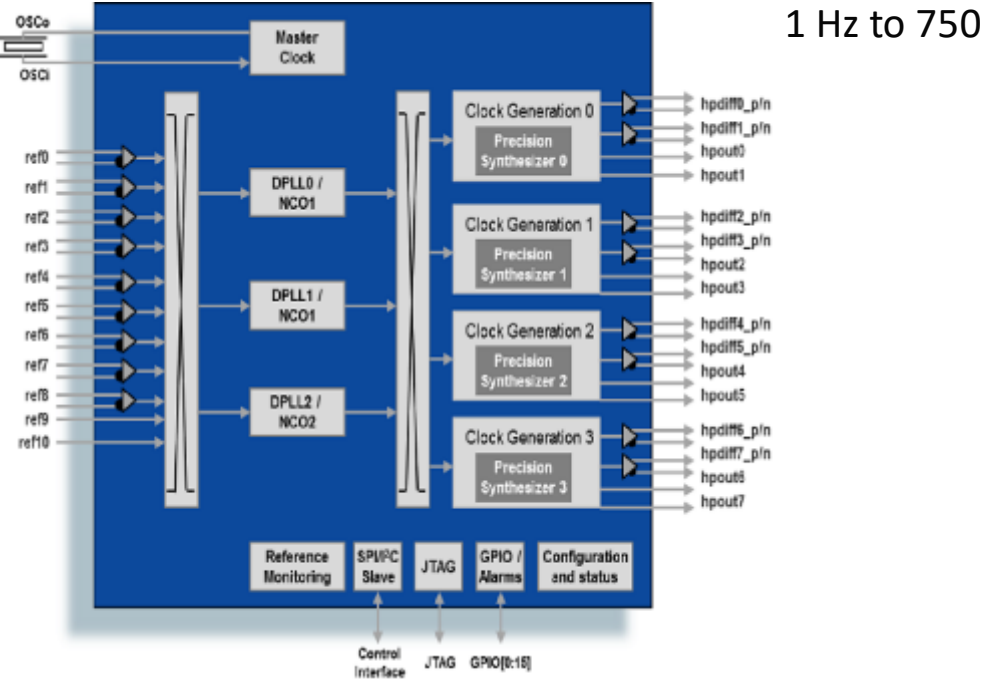 1 Hz to 750
OSCo
OSCi
Master
Clock
ref0
ref1
ref2
ref3
ref4
ref5
ref6
ref7
ref8
ref9
ref10
DPLL0 /
NCO1
DPLL1 /
NCO1
DPLL2 /
NCO2
Clock Generation 0
Precision
Synthesizer 0
hpdiff0_p/n
hpdiff1_p/n
hpout0
hpout1
Clock Generation 1
Precision
Synthesizer 1
hpdiff2_p/n
hpdiff3_p/n
hpout2
hpout3
Clock Generation 2
Precision
Synthesizer 2
hpdiff4_p/n
hpdiff5_p/n
hpout4
hpout5
Clock Generation 3
Precision
Synthesizer 3
hpdiff6_p/n
hpdiff7_p/n
hpout6
hpout7
Reference
Monitoring
SPI/I²C
Slave
JTAG
GPIO /
Alarms
Configuration
and status
Control
Interface
JTAG
GPIO[0:15]